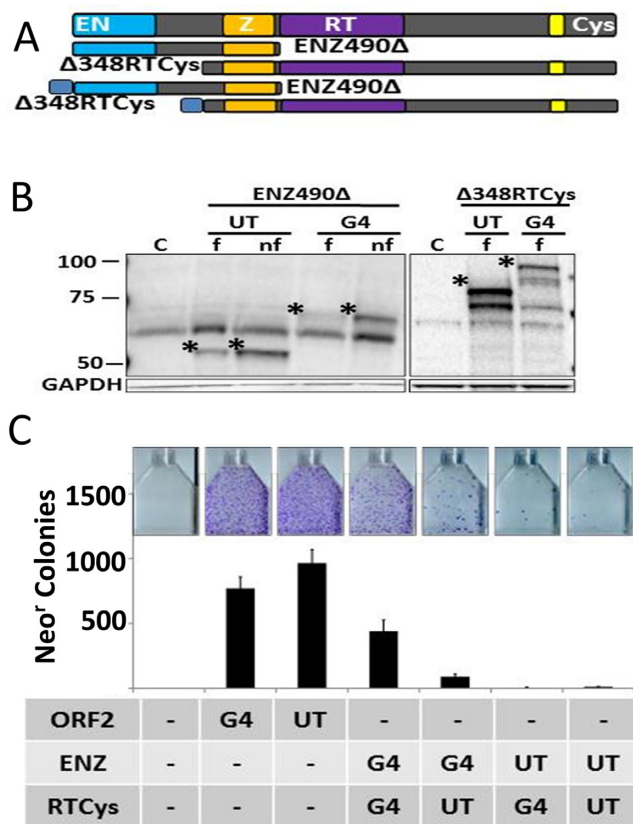 A
EN Z RT Cys
ENZ490Δ
Δ348RTCys
ENZ490Δ
Δ348RTCys
B
ENZ490Δ Δ348RTCys
UT G4 UT G4
C f nf f nf C f f
100
75
50
* * * * * *
GAPDH
C
1500
1000
500
Neoʳ Colonies
ORF2 - G4 UT - - - -
ENZ - - - G4 G4 UT UT
RTCys - - - G4 UT G4 UT